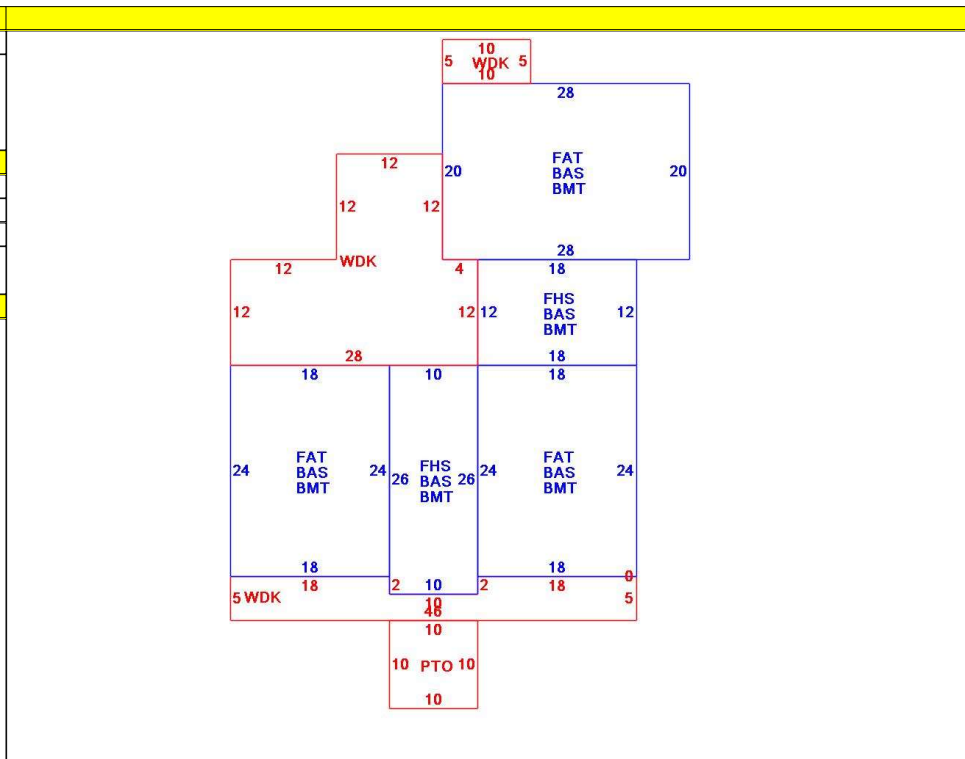 10
5 WDK 5
10
28
12
20 FAT 20
BAS
BMT
12 12
28
WDK
12 4 18
FHS
12 12 12 BAS 12
BMT
28 18
18 10 18
FAT FAT
24 BAS 24 26 FHS 26 24 BAS 24
BMT BAS BMT
BMT
18 10 18 0
18 2 2 18
5 WDK 10 5
46
10
10 PTO 10
10